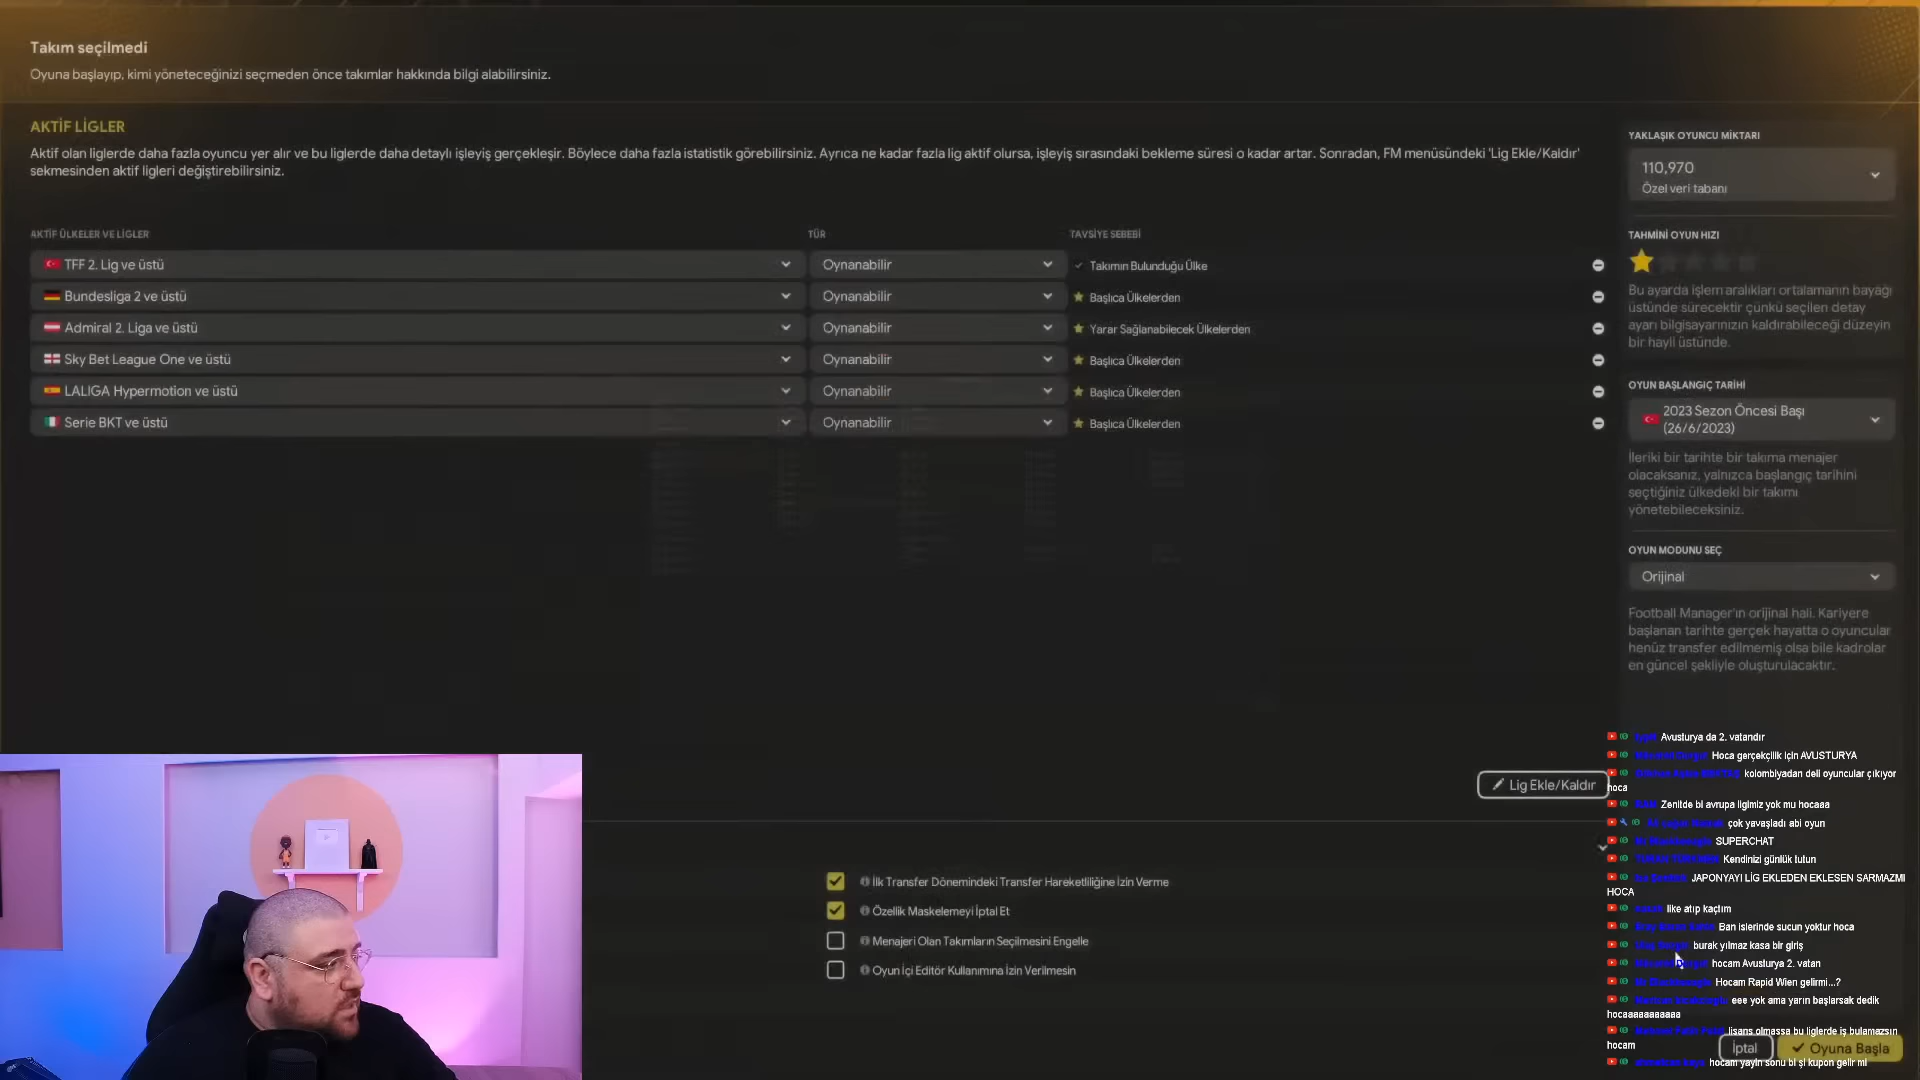 Takım seçilmedi
Oyuna başlayıp, kimi yöneteceğinizi seçmeden önce takımlar hakkında bilgi alabilirsiniz.
AKTİF LİGLER
Aktif olan liglerde daha fazla oyuncu yer alır ve bu liglerde daha detaylı işleyiş gerçekleşir. Böylece daha fazla istatistik görebilirsiniz. Ayrıca ne kadar fazla lig aktif olursa, işleyiş sırasındaki bekleme süresi o kadar artar. Sonradan, FM menüsündeki 'Lig Ekle/Kaldır'
sekmesinden aktif ligleri değiştirebilirsiniz.
AKTİF ÜLKELER VE LİGLER TÜR TAVSİYE SEBEBİ
TFF 2. Lig ve üstü Oynanabilir Takımın Bulunduğu Ülke
Bundesliga 2 ve üstü Oynanabilir Başlıca Ülkelerden
Admiral 2. Liga ve üstü Oynanabilir Yarar Sağlanabilecek Ülkelerden
Sky Bet League One ve üstü Oynanabilir Başlıca Ülkelerden
LALIGA Hypermotion ve üstü Oynanabilir Başlıca Ülkelerden
Serie BKT ve üstü Oynanabilir Başlıca Ülkelerden
Lig Ekle/Kaldır
İlk Transfer Dönemindeki Transfer Hareketliliğine İzin Verme
Özellik Maskelemeyi İptal Et
Menajeri Olan Takımların Seçilmesini Engelle
Oyun İçi Editör Kullanımına İzin Verilmesin
YAKLAŞIK OYUNCU MİKTARI
110,970
Özel veri tabanı
TAHMİNİ OYUN HIZI
Bu ayarda işlem aralıkları ortalamanın bayağı
üstünde sürecektir çünkü seçilen detay
ayarı bilgisayarınızın kaldırabileceği düzeyin
bir hayli üstünde.
OYUN BAŞLANGIÇ TARİHİ
2023 Sezon Öncesi Başı
(26/6/2023)
İleriki bir tarihte bir takıma menajer
olacaksanız, yalnızca başlangıç tarihini
seçtiğiniz ülkedeki bir takımı
yönetebileceksiniz.
OYUN MODUNU SEÇ
Orijinal
Football Manager'ın orijinal hali. Kariyere
başlanan tarihte gerçek hayatta o oyuncular
henüz transfer edilmemiş olsa bile kadrolar
en güncel şekliyle oluşturulacaktır.
Avusturya da 2. vatandır
Hoca gerçekçilik için AVUSTURYA
kolombiyadan deli oyuncular çıkıyor
hoca
Zenitde bi avrupa ligimiz yok mu hocaaa
çok yavaşladı abi oyun
SUPERCHAT
Kendinizi günlük tutun
JAPONYAYI LİG EKLEDEN EKLESEN SARMAZMI
HOCA
like atıp kaçtım
Ban islerinde sucun yoktur hoca
burak yılmaz kasa bir giriş
hocam Avusturya 2. vatan
Hocam Rapid Wien gelirmi...?
eee yok ama yarın başlarsak dedik
hocaaaaaaaaaaa
lisans olmassa bu liglerde iş bulamazsın
hocam
hocam yayin sonu bi şi kupon gelir mi
İptal
Oyuna Başla